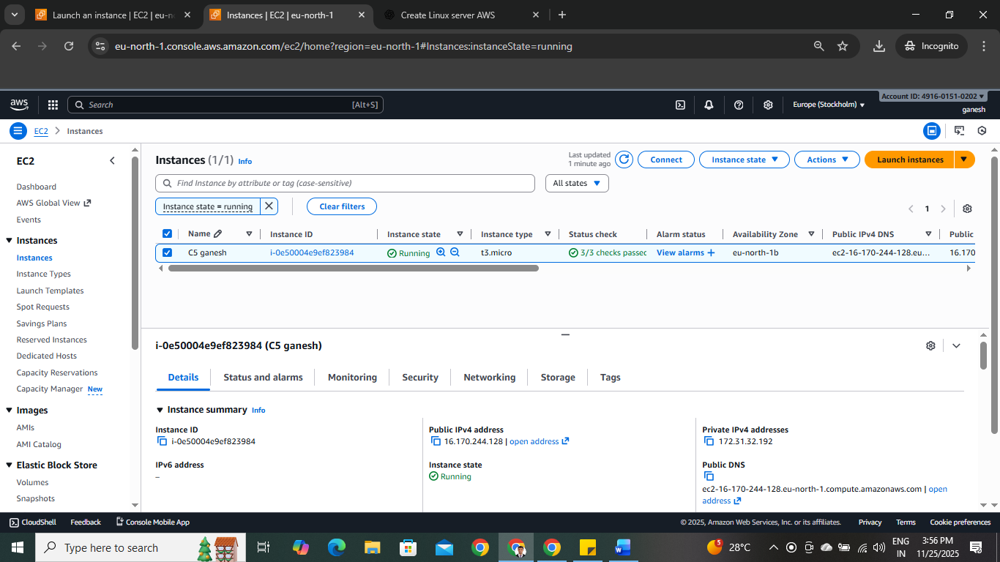 Launch an instance | EC2 | eu-n
Instances | EC2 | eu-north-1
Create Linux server AWS
eu-north-1.console.aws.amazon.com/ec2/home?region=eu-north-1#Instances:instanceState=running
Incognito
aws
Search
[Alt+S]
Europe (Stockholm)
Account ID: 4916-0151-0202
ganesh
EC2
Instances
EC2
Dashboard
AWS Global View
Events
Instances
Instances
Instance Types
Launch Templates
Spot Requests
Savings Plans
Reserved Instances
Dedicated Hosts
Capacity Reservations
Capacity Manager New
Images
AMIs
AMI Catalog
Elastic Block Store
Volumes
Snapshots
Instances (1/1) Info
Last updated
1 minute ago
Connect
Instance state
Actions
Launch instances
Find Instance by attribute or tag (case-sensitive)
All states
Instance state = running
Clear filters
1
Name Instance ID Instance state Instance type Status check Alarm status Availability Zone Public IPv4 DNS Public
C5 ganesh i-0e50004e9ef823984 Running t3.micro 3/3 checks passec View alarms + eu-north-1b ec2-16-170-244-128.eu... 16.170
i-0e50004e9ef823984 (C5 ganesh)
Details Status and alarms Monitoring Security Networking Storage Tags
Instance summary Info
Instance ID
i-0e50004e9ef823984
IPv6 address
–
Public IPv4 address
16.170.244.128 | open address
Instance state
Running
Private IPv4 addresses
172.31.32.192
Public DNS
ec2-16-170-244-128.eu-north-1.compute.amazonaws.com | open
address
CloudShell Feedback Console Mobile App
© 2025, Amazon Web Services, Inc. or its affiliates. Privacy Terms Cookie preferences
Type here to search
5
28°C
ENG
IN
3:56 PM
11/25/2025